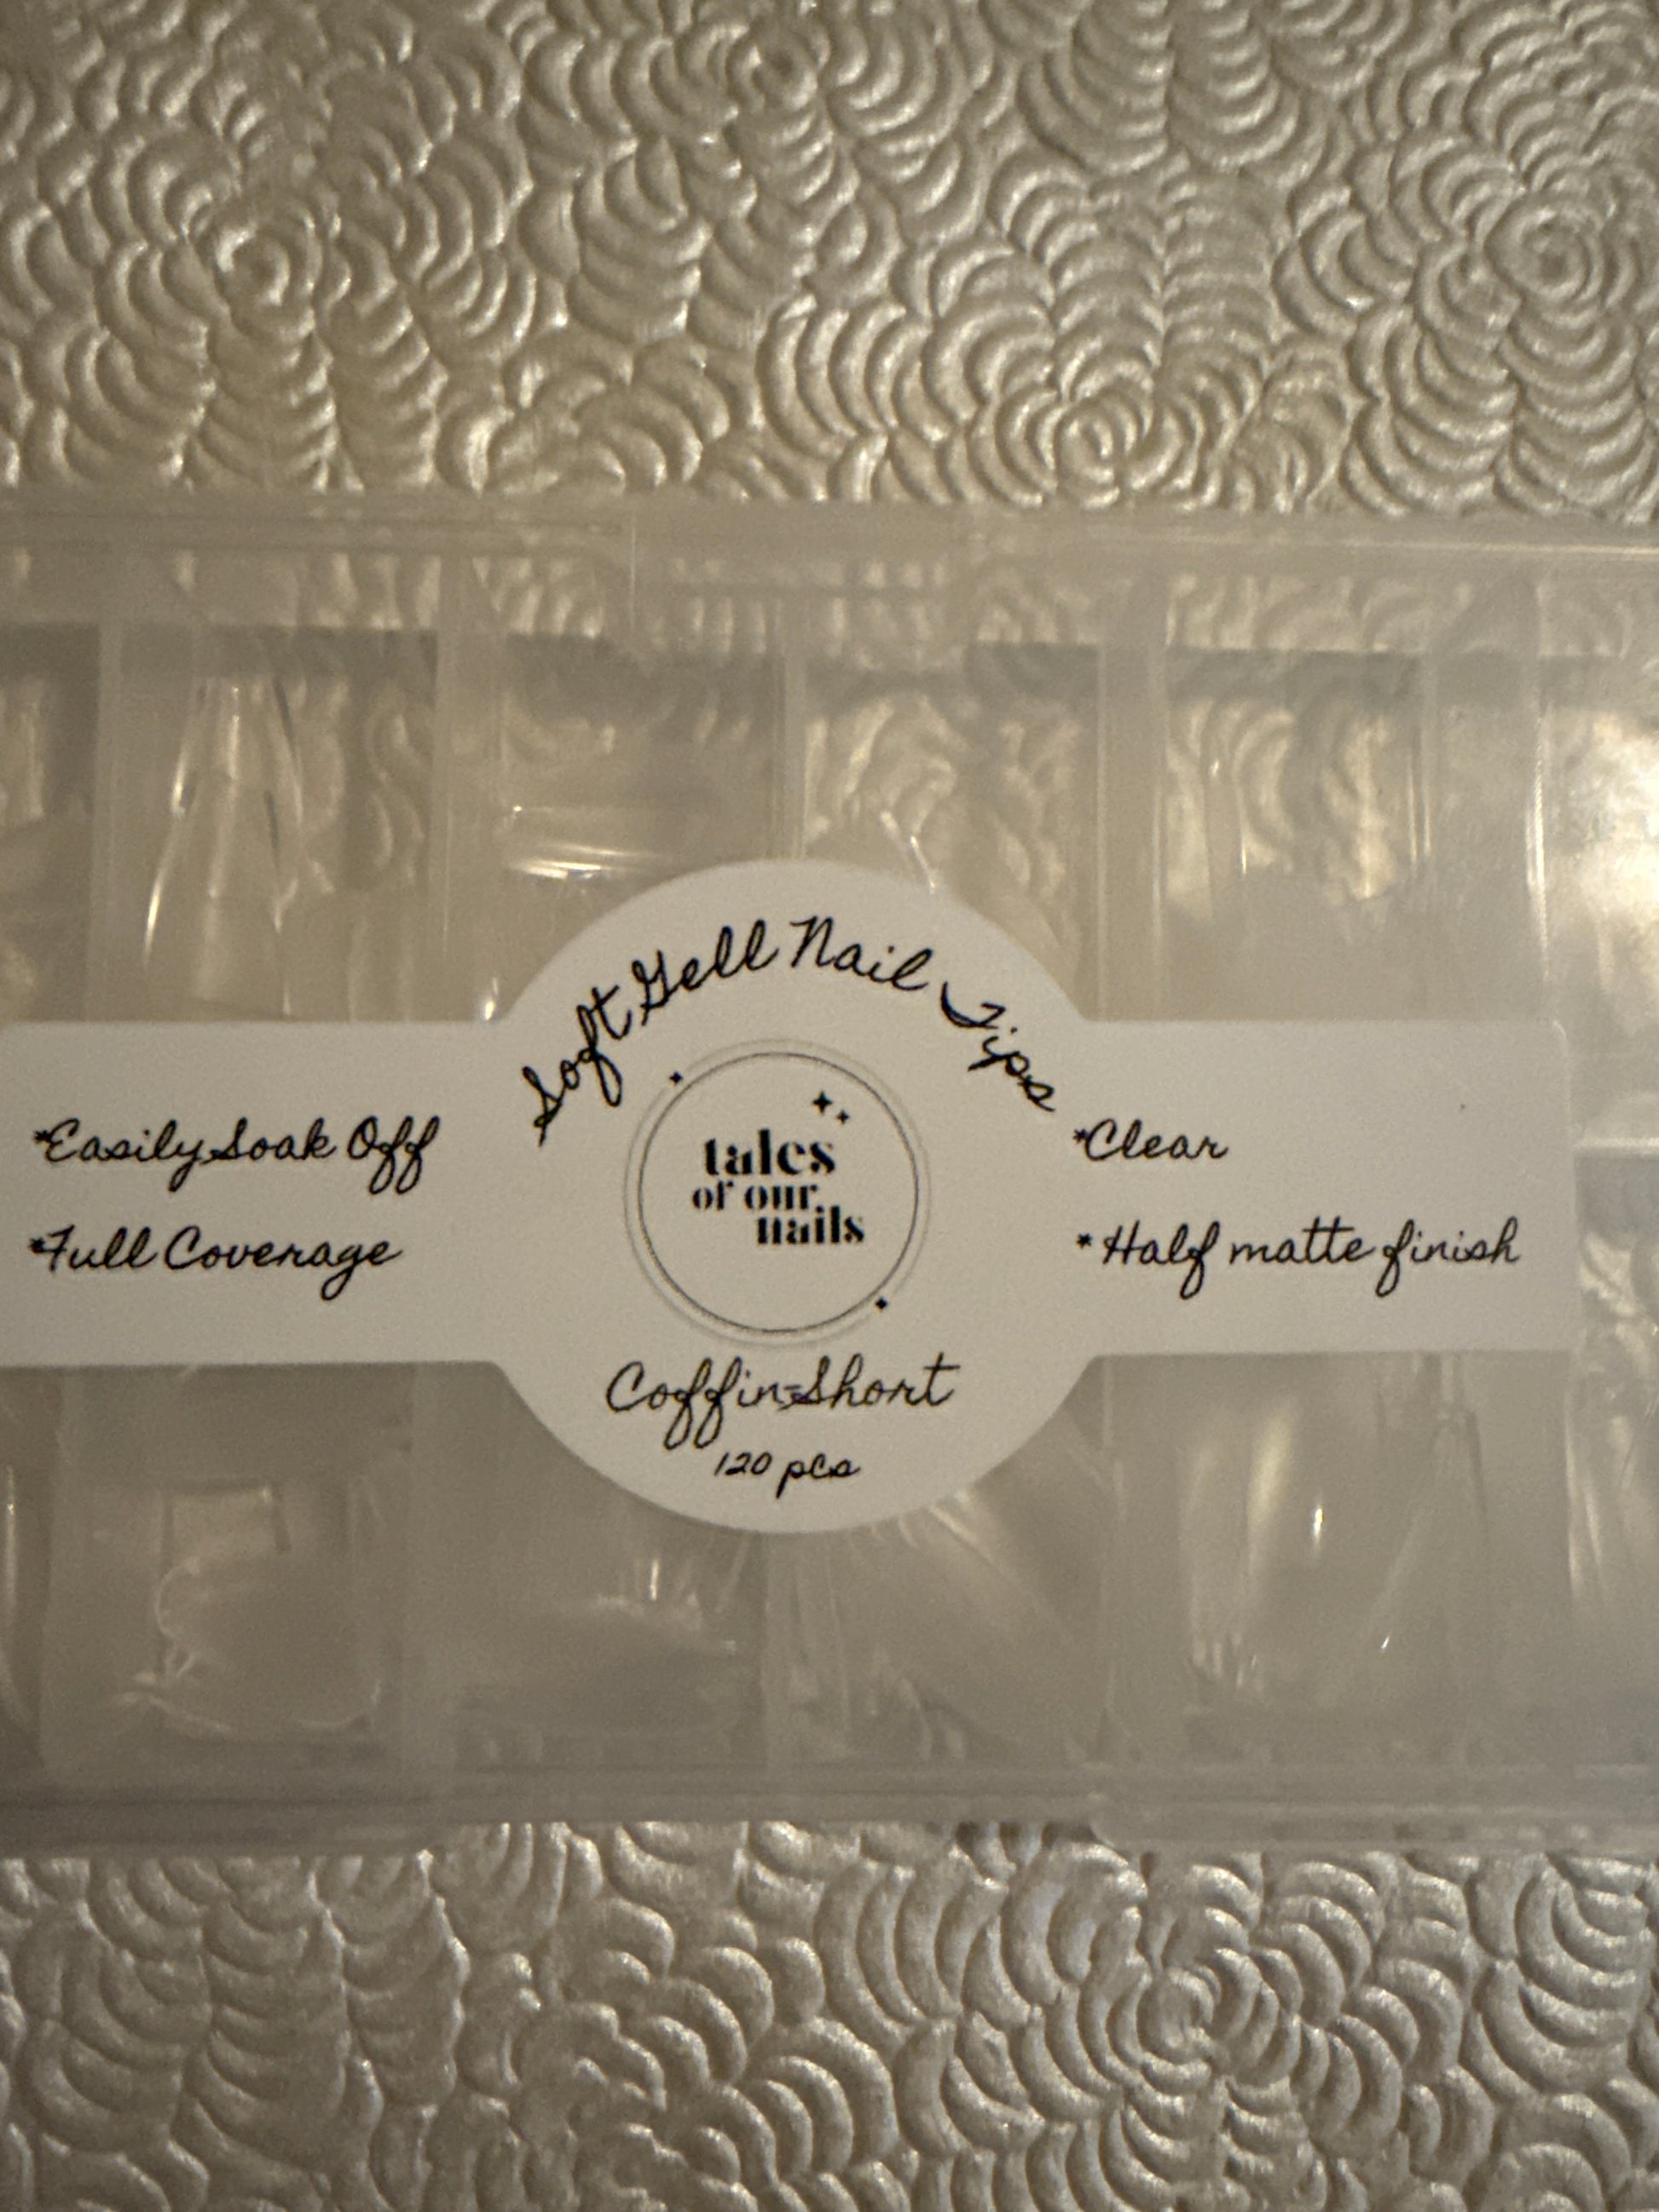 Soft Gell Nail Tips
*Easily Soak Off
*Full Coverage
tales
of our
nails
*Clear
* Half matte finish
Coffin-Short
120 pcs